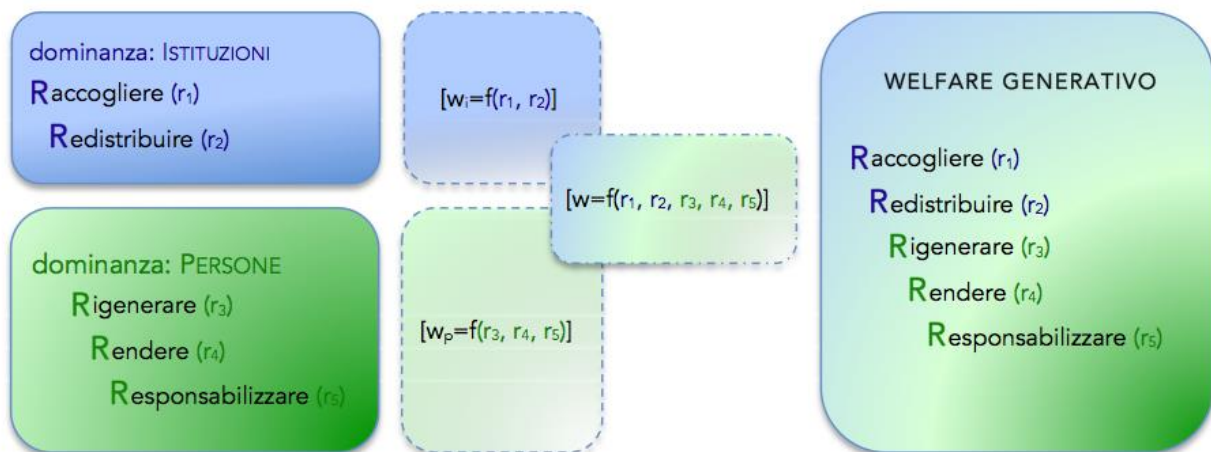 dominanza: ISTITUZIONI
Raccogliere (r₁)
Redistribuire (r₂)
[wᵢ=f(r₁, r₂)]
dominanza: PERSONE
Rigenerare (r₃)
Rendere (r₄)
Responsabilizzare (r₅)
[wₚ=f(r₃, r₄, r₅)]
[w=f(r₁, r₂, r₃, r₄, r₅)]
WELFARE GENERATIVO
Raccogliere (r₁)
Redistribuire (r₂)
Rigenerare (r₃)
Rendere (r₄)
Responsabilizzare (r₅)